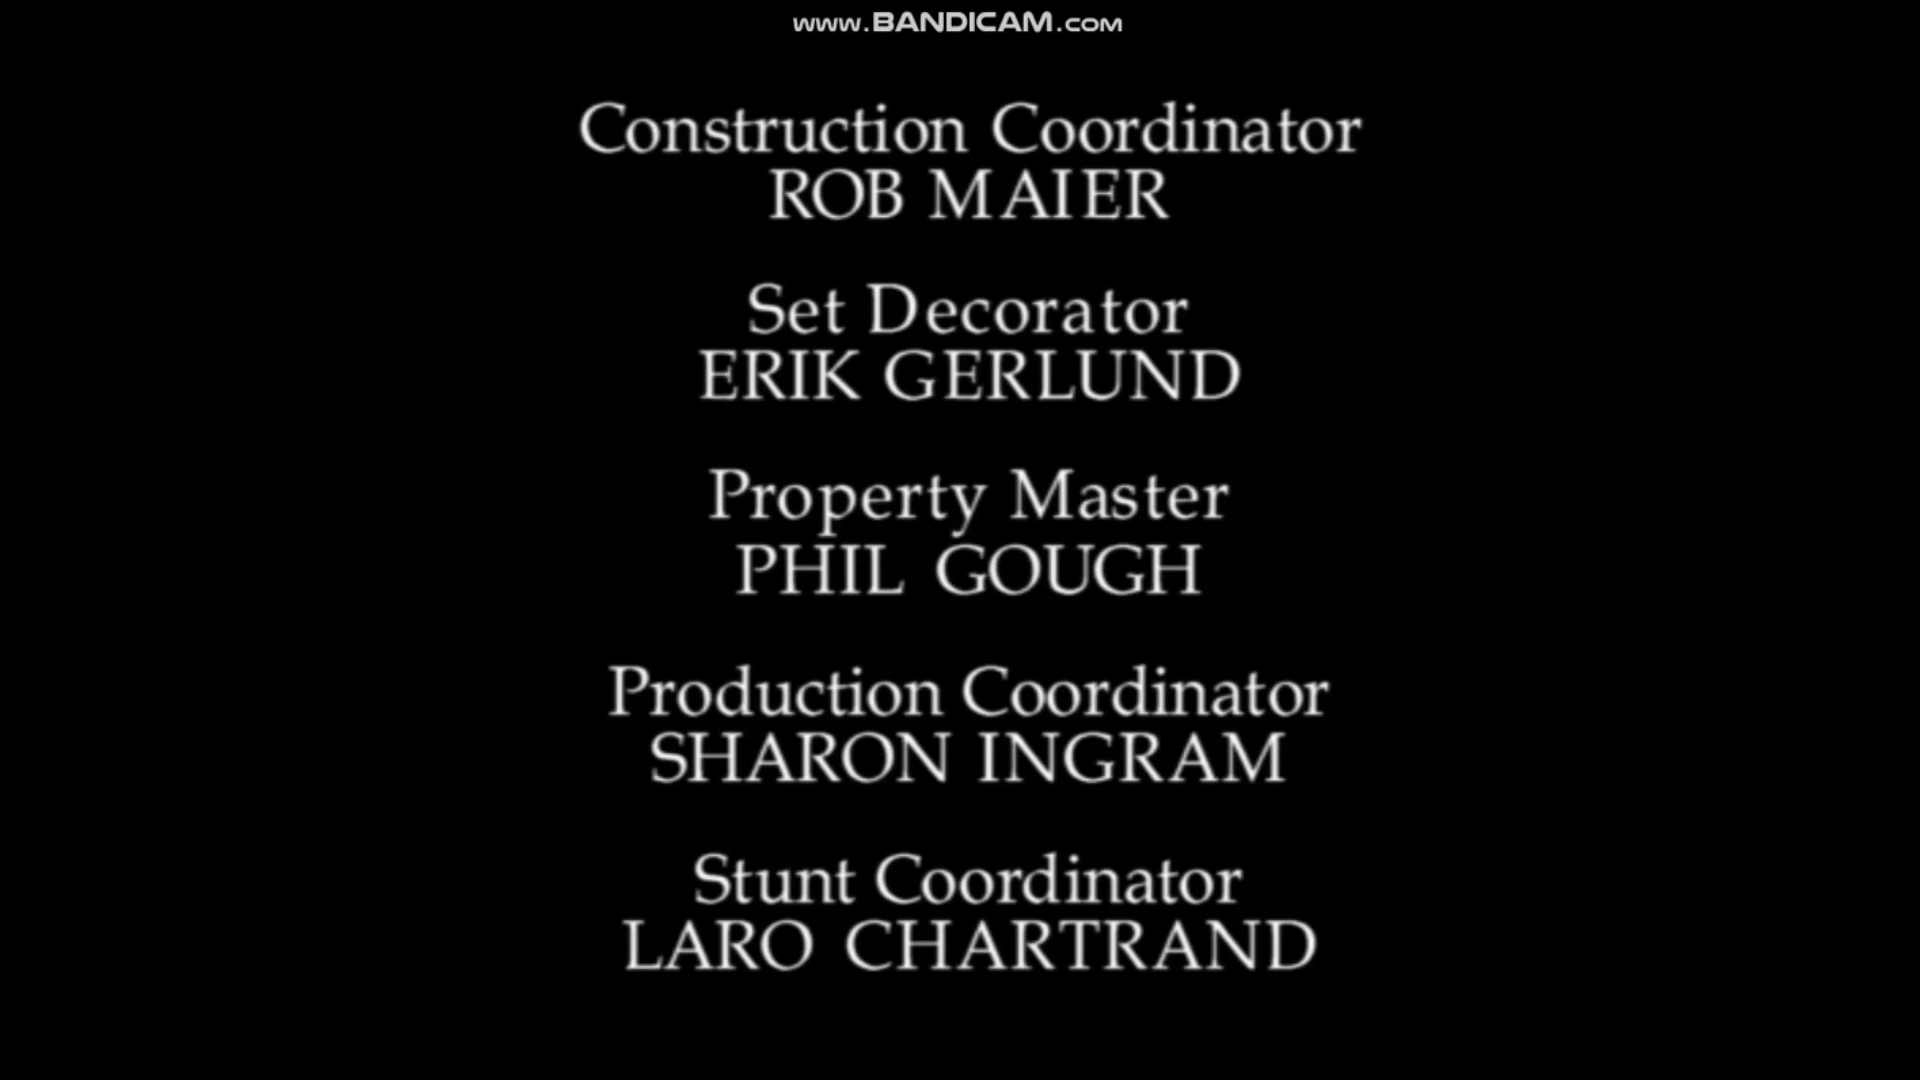 www.BANDICAM.com
Construction Coordinator
ROB MAIER
Set Decorator
ERIK GERLUND
Property Master
PHIL GOUGH
Production Coordinator
SHARON INGRAM
Stunt Coordinator
LARO CHARTRAND